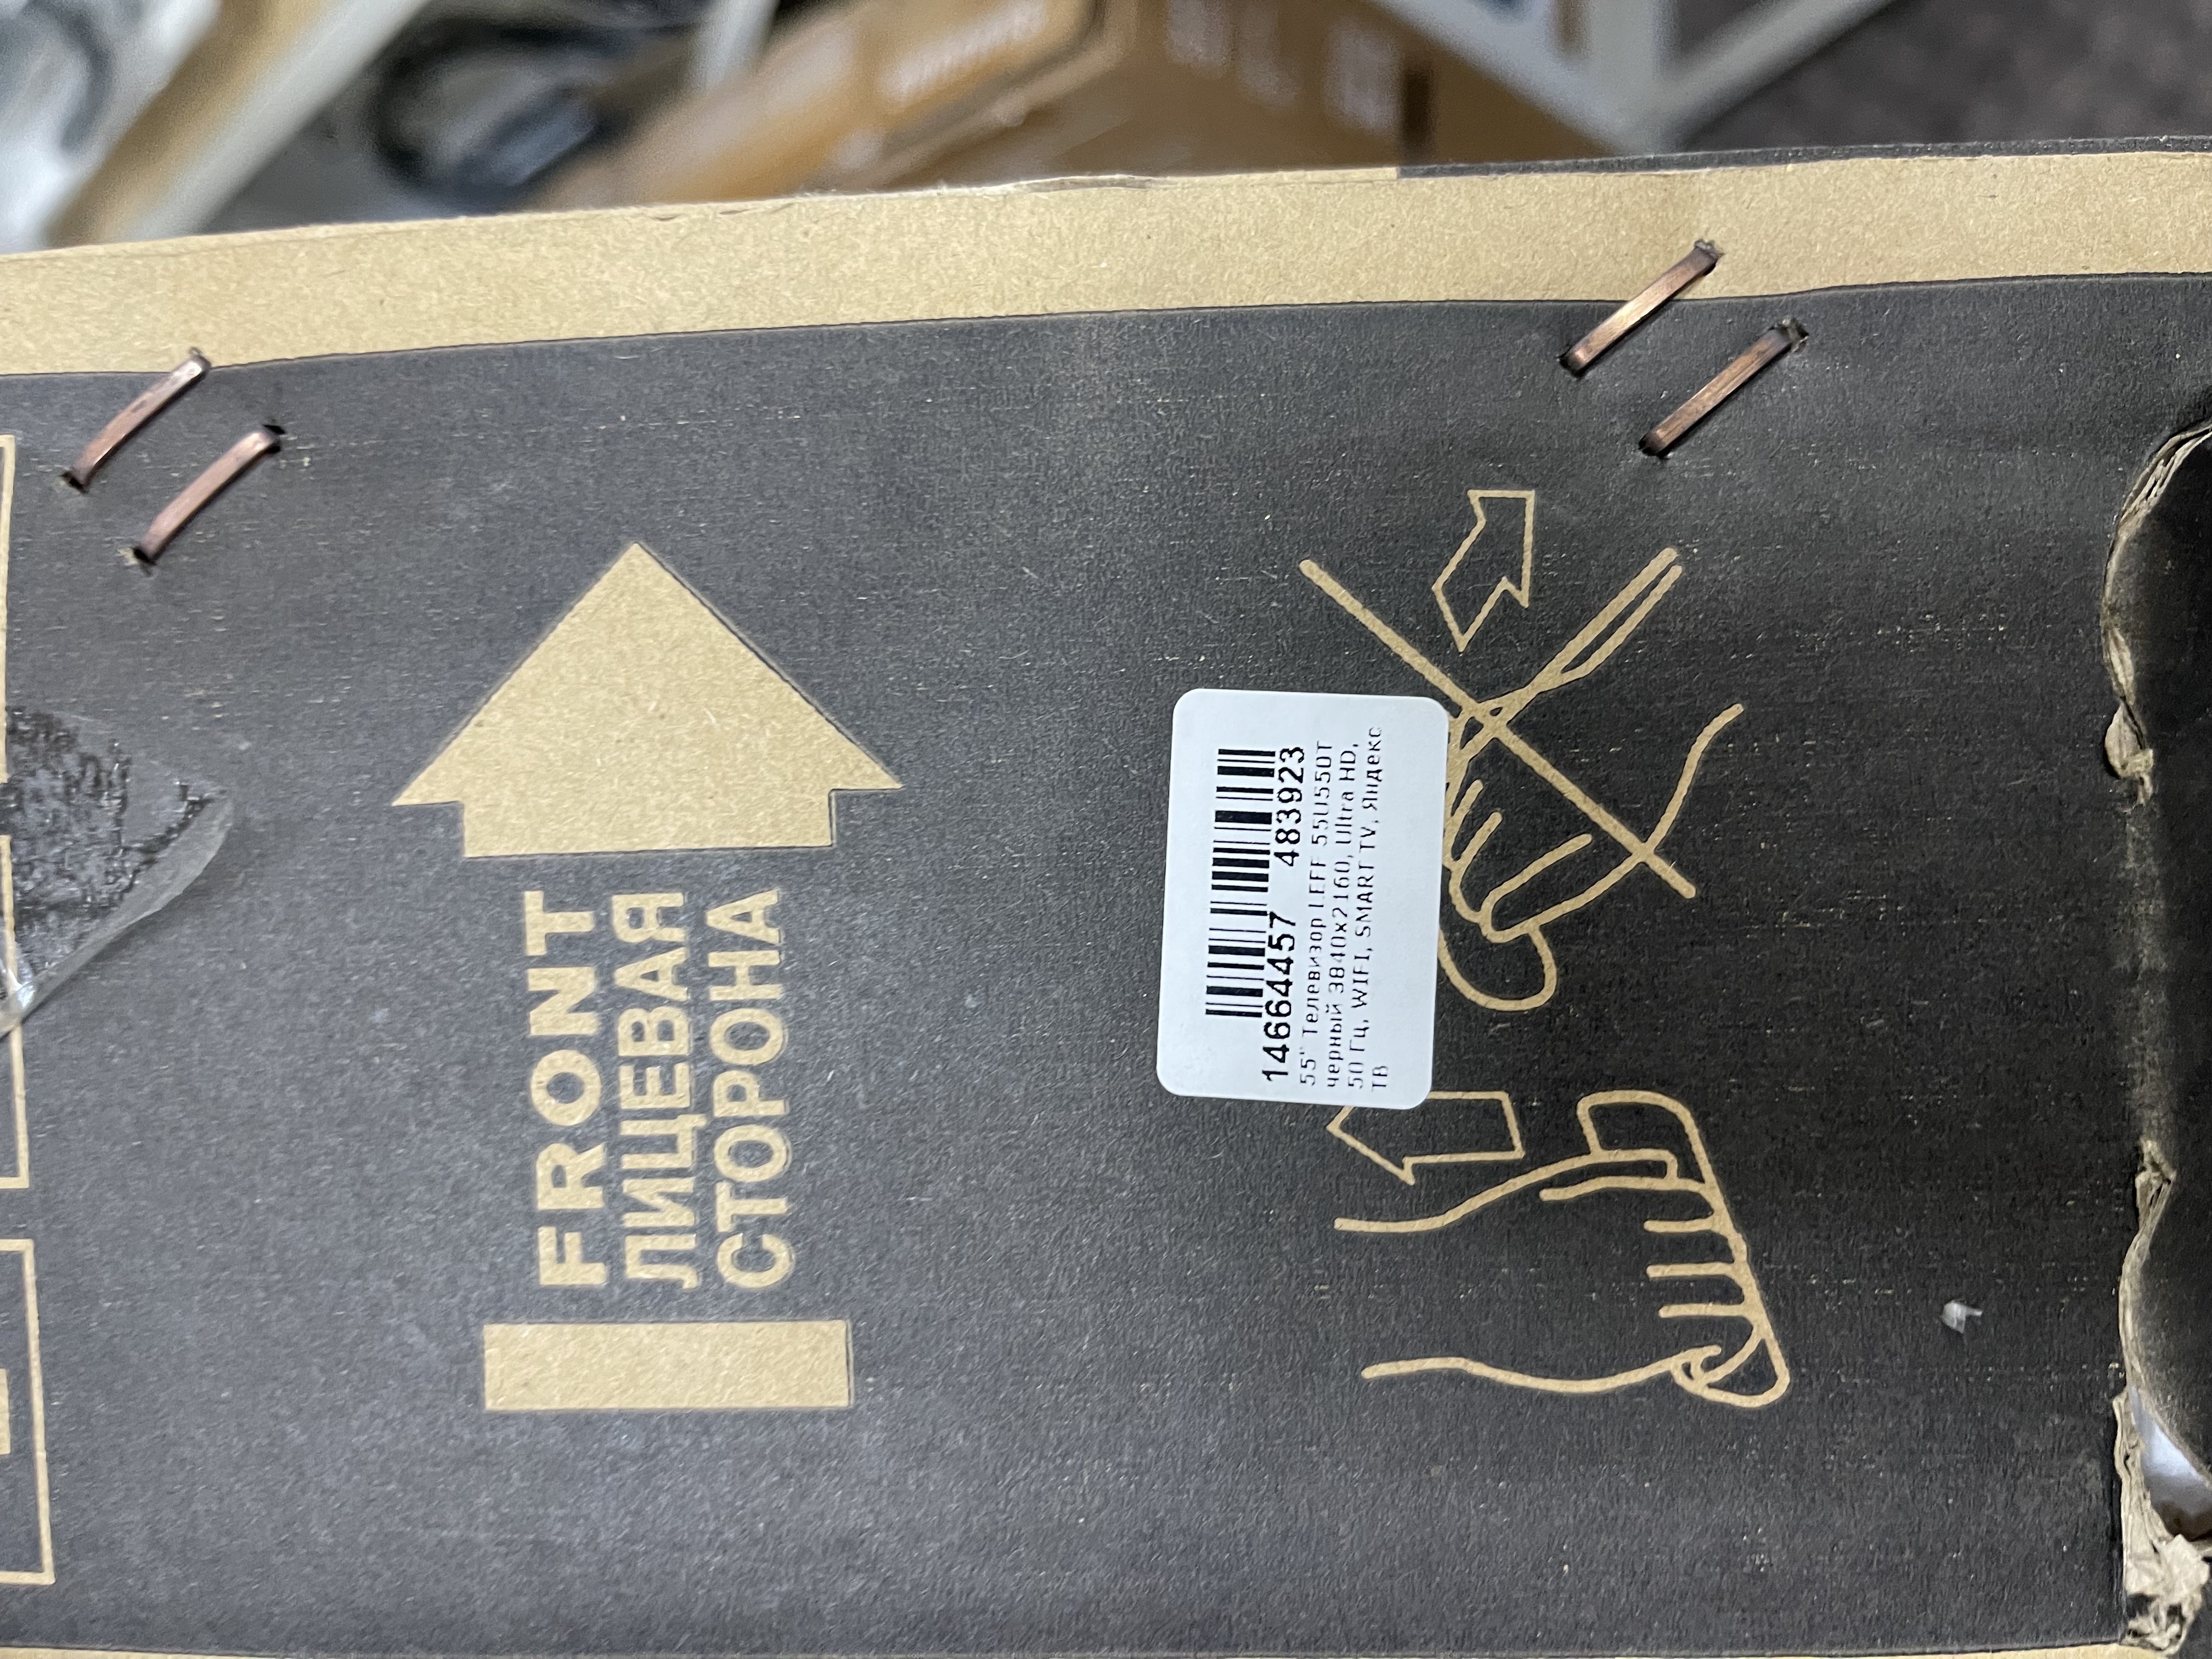 FRONT
ЛИЦЕВАЯ
СТОРОНА
14664457 483923
55" Телевизор LEFF 55U550T
черный 3840x2160, Ultra HD,
50 Гц, WIFI, SMART TV, Яндекс
ТВ